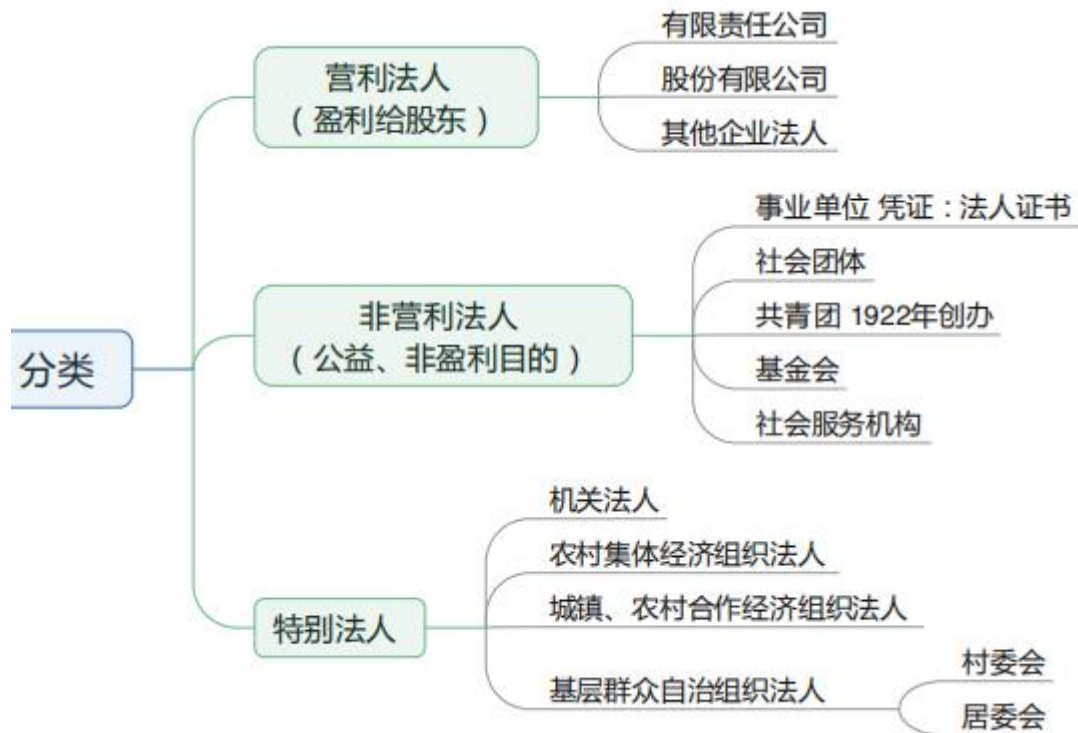 分类
营利法人
（盈利给股东）
有限责任公司
股份有限公司
其他企业法人
非营利法人
（公益、非盈利目的）
事业单位 凭证：法人证书
社会团体
共青团 1922年创办
基金会
社会服务机构
特别法人
机关法人
农村集体经济组织法人
城镇、农村合作经济组织法人
基层群众自治组织法人
村委会
居委会